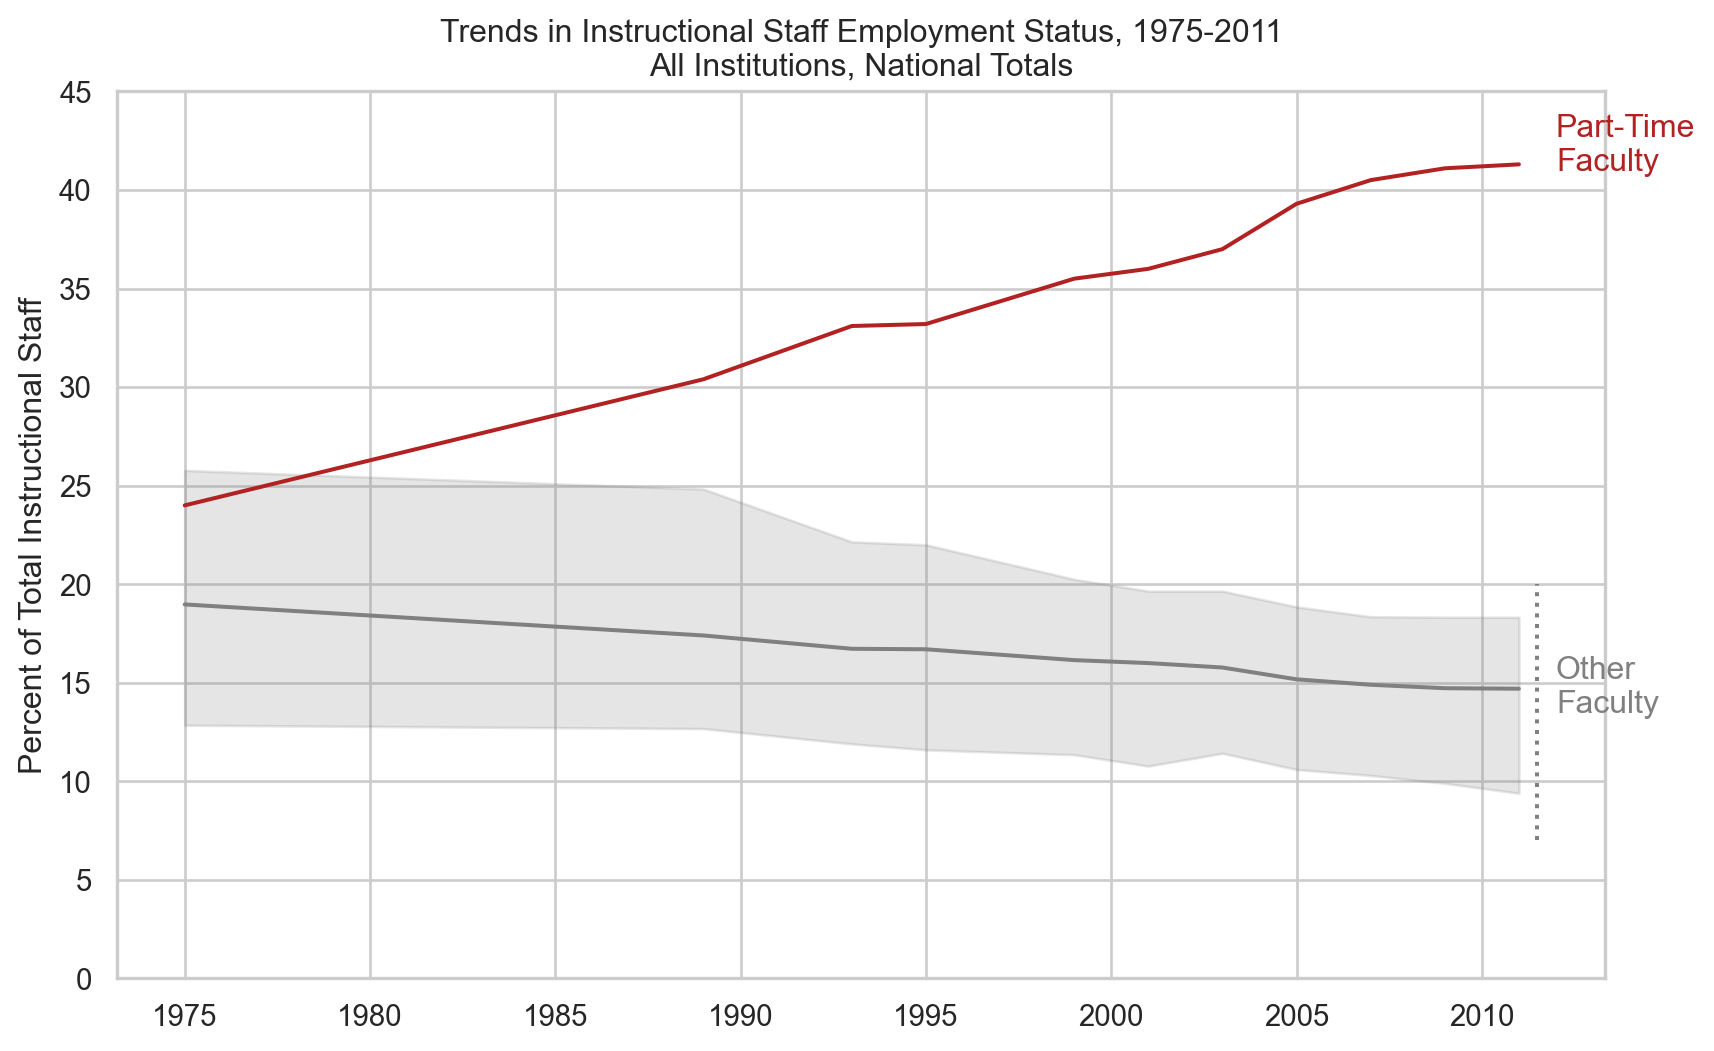 Trends in Instructional Staff Employment Status, 1975-2011
All Institutions, National Totals
Percent of Total Instructional Staff
45
40
35
30
25
20
15
10
5
0
Part-Time
Faculty
Other
Faculty
1975
1980
1985
1990
1995
2000
2005
2010